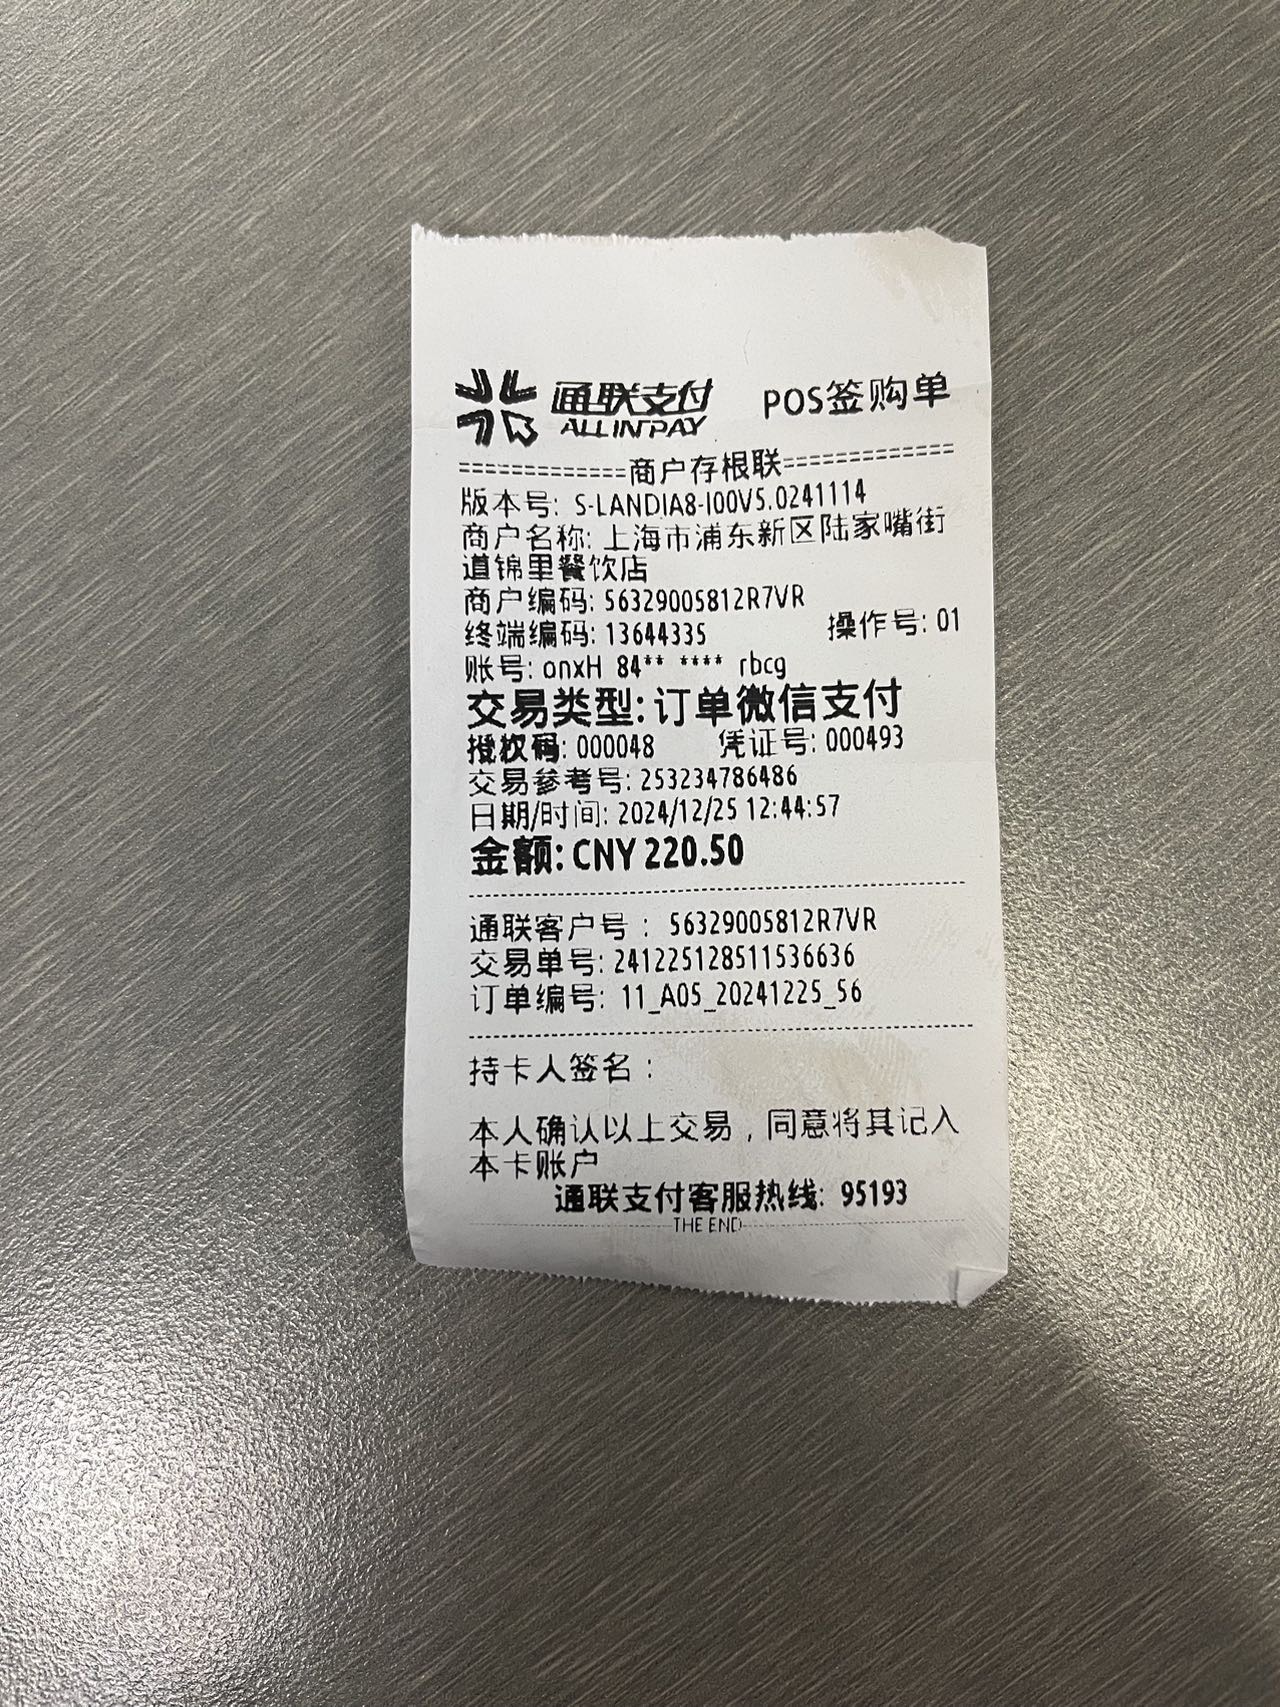 通联支付 POS签购单
ALLINPAY
=============商户存根联=============
版本号: S-LANDIA8-I00V5.0241114
商户名称: 上海市浦东新区陆家嘴街
道锦里餐饮店
商户编码: 56329005812R7VR
终端编码: 13644335 操作号: 01
账号: onxH 84** **** rbcg
交易类型: 订单微信支付
授权码: 000048 凭证号: 000493
交易参考号: 253234786486
日期/时间: 2024/12/25 12:44:57
金额: CNY 220.50
通联客户号: 56329005812R7VR
交易单号: 241225128511536636
订单编号: 11_A05_20241225_56
持卡人签名:
本人确认以上交易,同意将其记入
本卡账户
通联支付客服热线: 95193
THE END